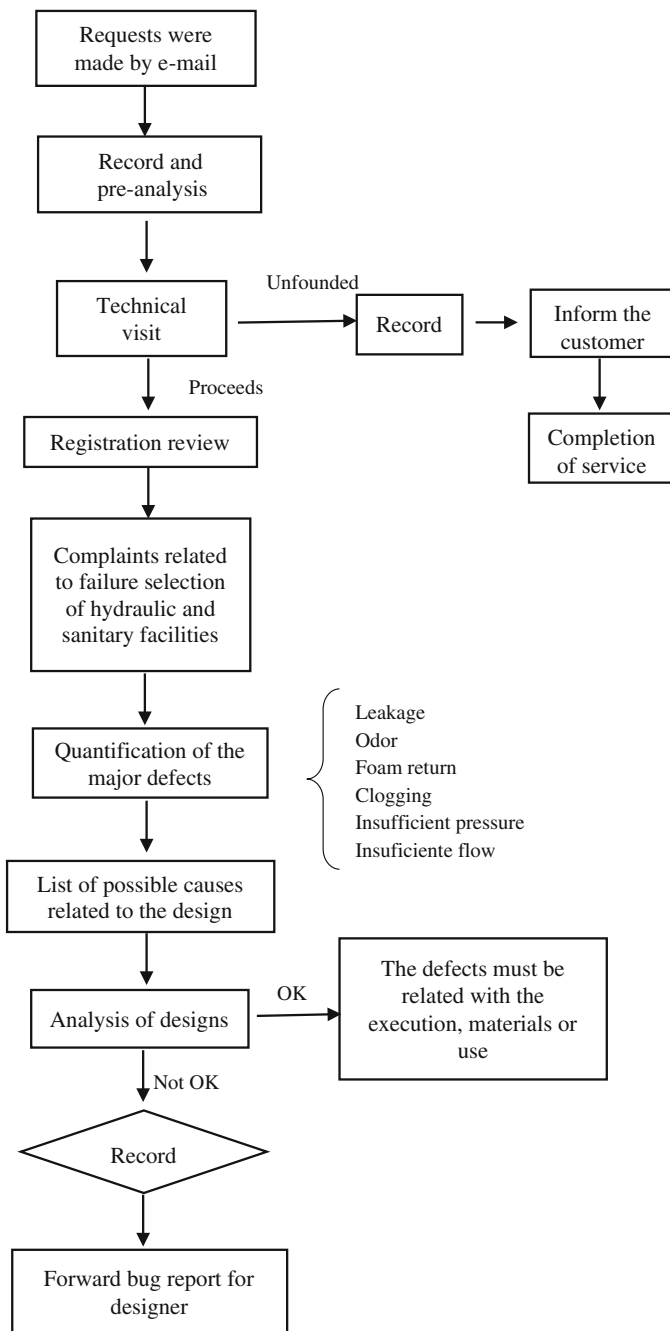 Requests were
made by e-mail
Record and
pre-analysis
Technical
visit
Unfounded
Record
Inform the
customer
Completion
of service
Proceeds
Registration review
Complaints related
to failure selection
of hydraulic and
sanitary facilities
Quantification of the
major defects
Leakage
Odor
Foam return
Clogging
Insufficient pressure
Insuficiente flow
List of possible causes
related to the design
Analysis of designs
OK
The defects must be
related with the
execution, materials or
use
Not OK
Record
Forward bug report for
designer